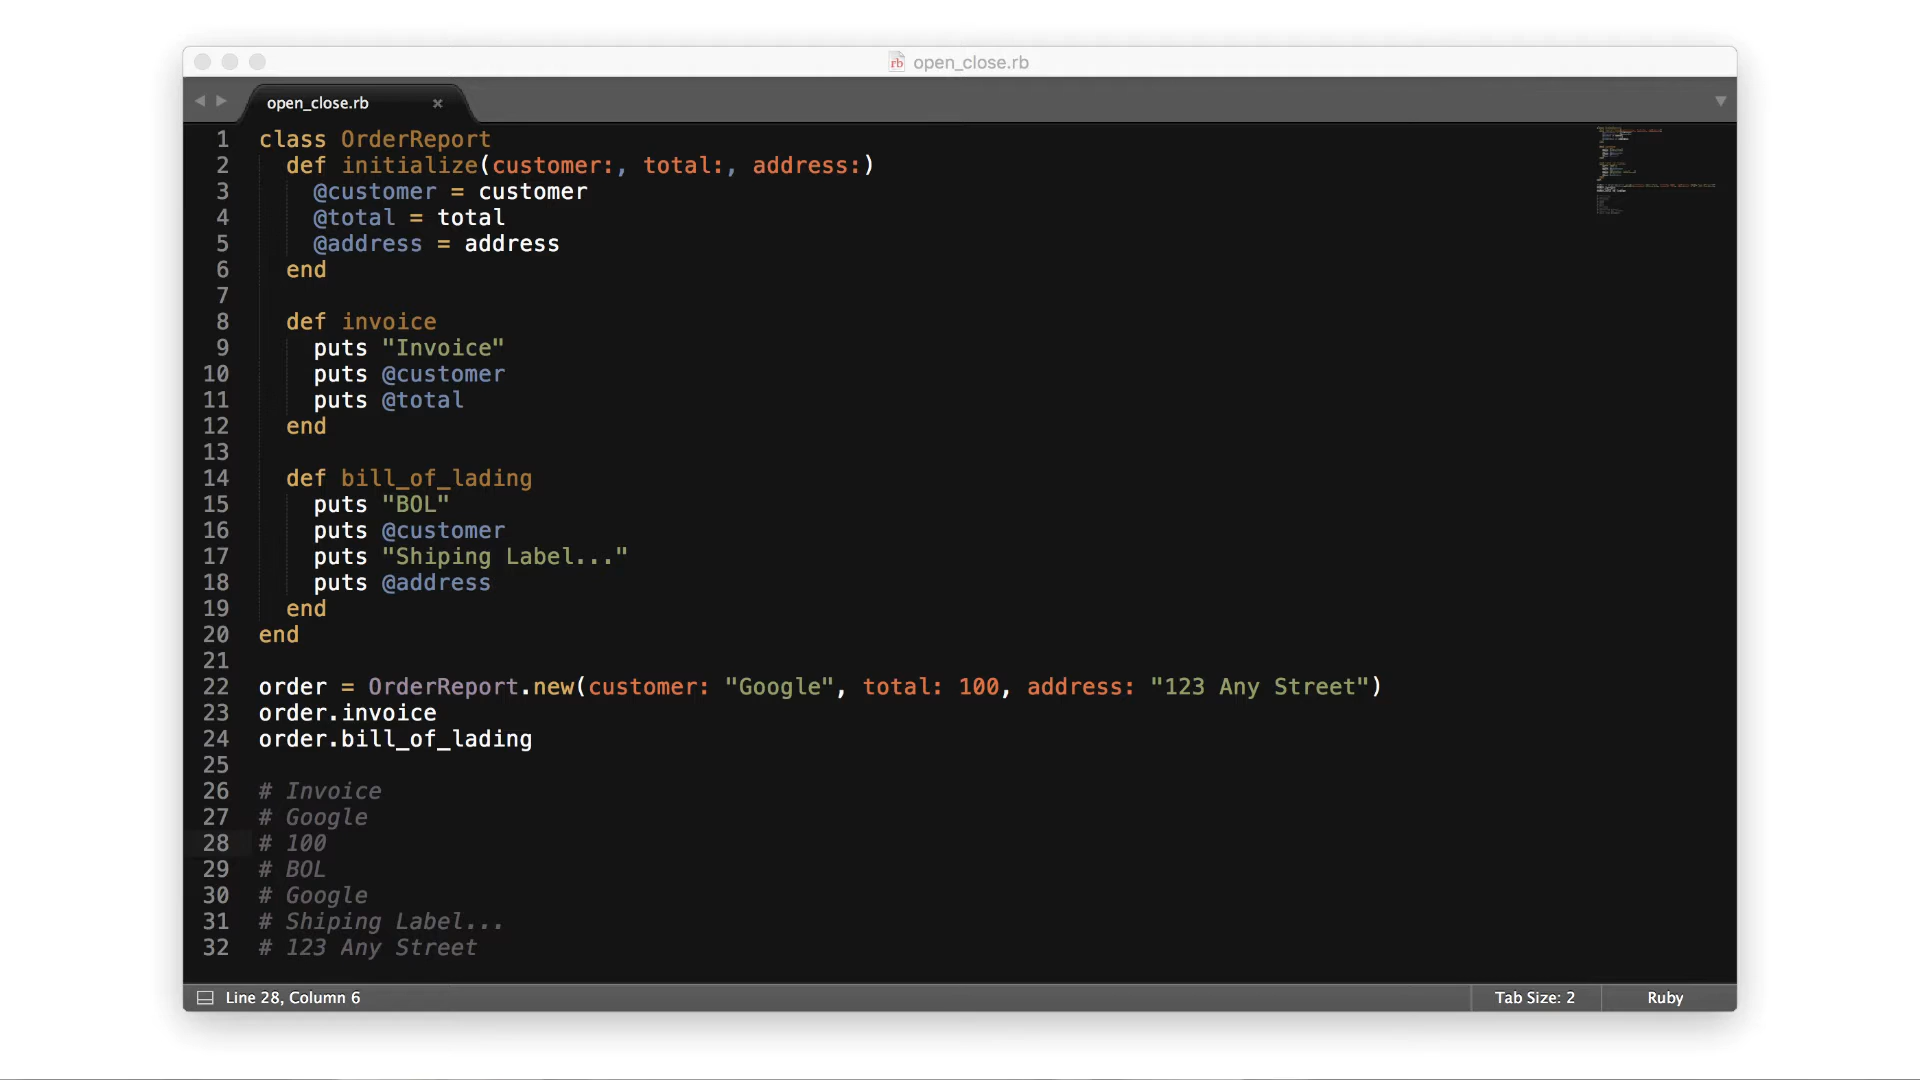 rb open_close.rb
open_close.rb ×
1 class OrderReport
2   def initialize(customer:, total:, address:)
3     @customer = customer
4     @total = total
5     @address = address
6   end
7
8   def invoice
9     puts "Invoice"
10     puts @customer
11     puts @total
12   end
13
14   def bill_of_lading
15     puts "BOL"
16     puts @customer
17     puts "Shiping Label..."
18     puts @address
19   end
20 end
21
22 order = OrderReport.new(customer: "Google", total: 100, address: "123 Any Street")
23 order.invoice
24 order.bill_of_lading
25
26 # Invoice
27 # Google
28 # 100
29 # BOL
30 # Google
31 # Shiping Label...
32 # 123 Any Street
Line 28, Column 6 Tab Size: 2 Ruby